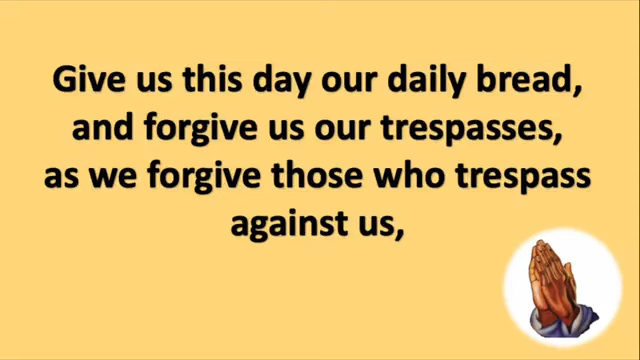 Give us this day our daily bread,
and forgive us our trespasses,
as we forgive those who trespass
against us,